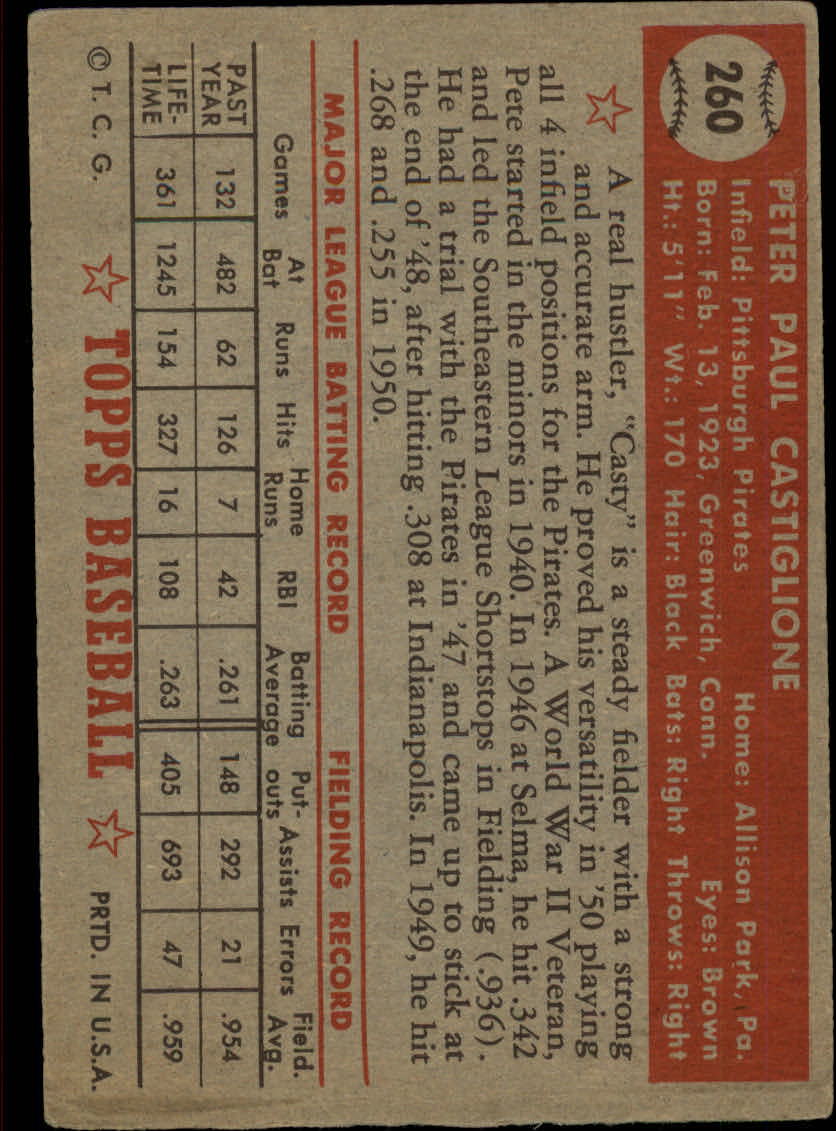 260
PETER PAUL CASTIGLIONE
Infield: Pittsburgh Pirates Home: Allison Park, Pa.
Born: Feb. 13, 1923, Greenwich, Conn. Eyes: Brown
Ht.: 5'11" Wt.: 170 Hair: Black Bats: Right Throws: Right
A real hustler, "Casty" is a steady fielder with a strong
and accurate arm. He proved his versatility in '50 playing
all 4 infield positions for the Pirates. A World War II Veteran,
Pete started in the minors in 1940. In 1946 at Selma, he hit .342
and led the Southeastern League Shortstops in Fielding (.936).
He had a trial with the Pirates in '47 and came up to stick at
the end of '48, after hitting .308 at Indianapolis. In 1949, he hit
.268 and .255 in 1950.
MAJOR LEAGUE BATTING RECORD FIELDING RECORD
Games At Bat Runs Hits Home Runs RBI Batting Average Put-outs Assists Errors Field. Avg.
PAST YEAR 132 482 62 126 7 42 .261 148 292 21 .954
LIFE-TIME 361 1245 154 327 16 108 .263 405 693 47 .959
© T. C. G. TOPPS BASEBALL PRTD. IN U.S.A.